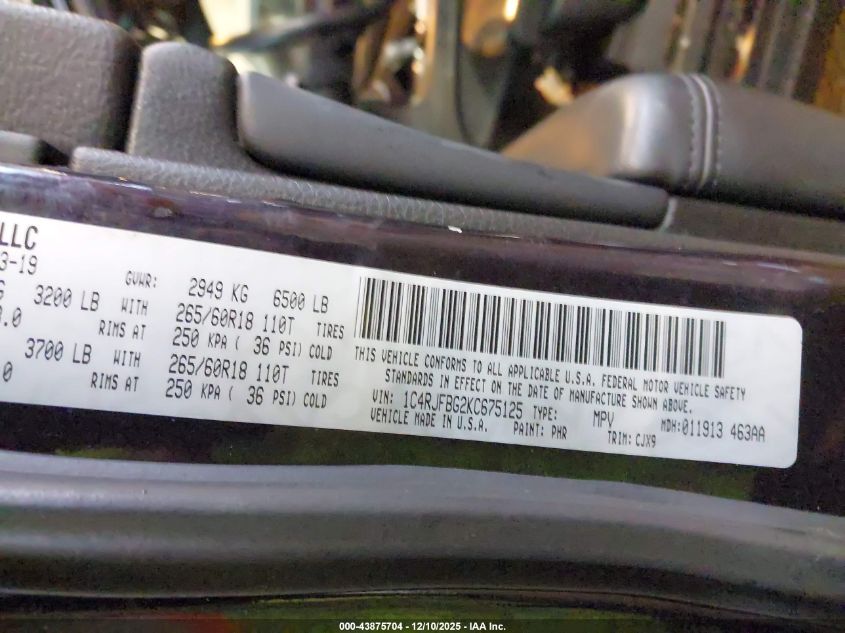 LLC
3-19
GVWR: 2949 KG 6500 LB
3200 LB WITH 265/60R18 110T TIRES
RIMS AT 250 KPA ( 36 PSI) COLD
3700 LB WITH 265/60R18 110T TIRES
RIMS AT 250 KPA ( 36 PSI) COLD
THIS VEHICLE CONFORMS TO ALL APPLICABLE U.S.A. FEDERAL MOTOR VEHICLE SAFETY
STANDARDS IN EFFECT ON THE DATE OF MANUFACTURE SHOWN ABOVE.
VIN: 1C4RJFBG2KC675125 TYPE: MPV MDH:011913 463AA
VEHICLE MADE IN U.S.A. PAINT: PHR TRIM: CJX9
000-43875704 — 12/10/2025 - IAA Inc.